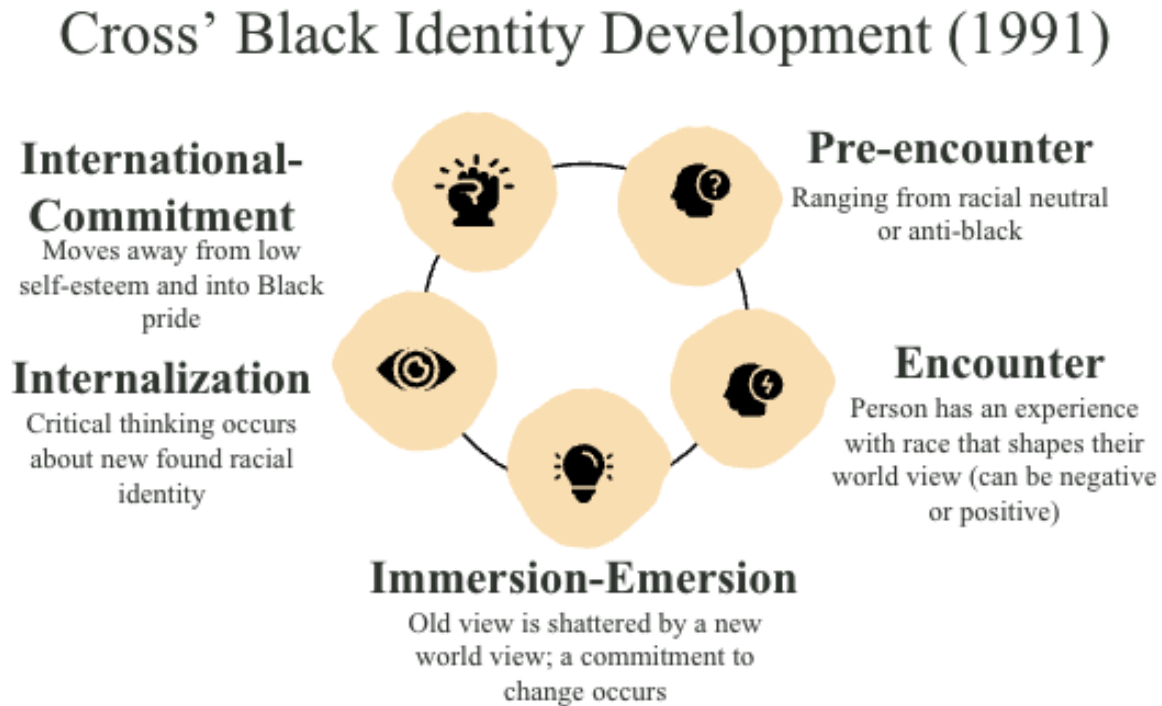 Cross’ Black Identity Development (1991)
Pre-encounter
Ranging from racial neutral
or anti-black
Encounter
Person has an experience
with race that shapes their
world view (can be negative
or positive)
Immersion-Emersion
Old view is shattered by a new
world view; a commitment to
change occurs
Internalization
Critical thinking occurs
about new found racial
identity
International-
Commitment
Moves away from low
self-esteem and into Black
pride